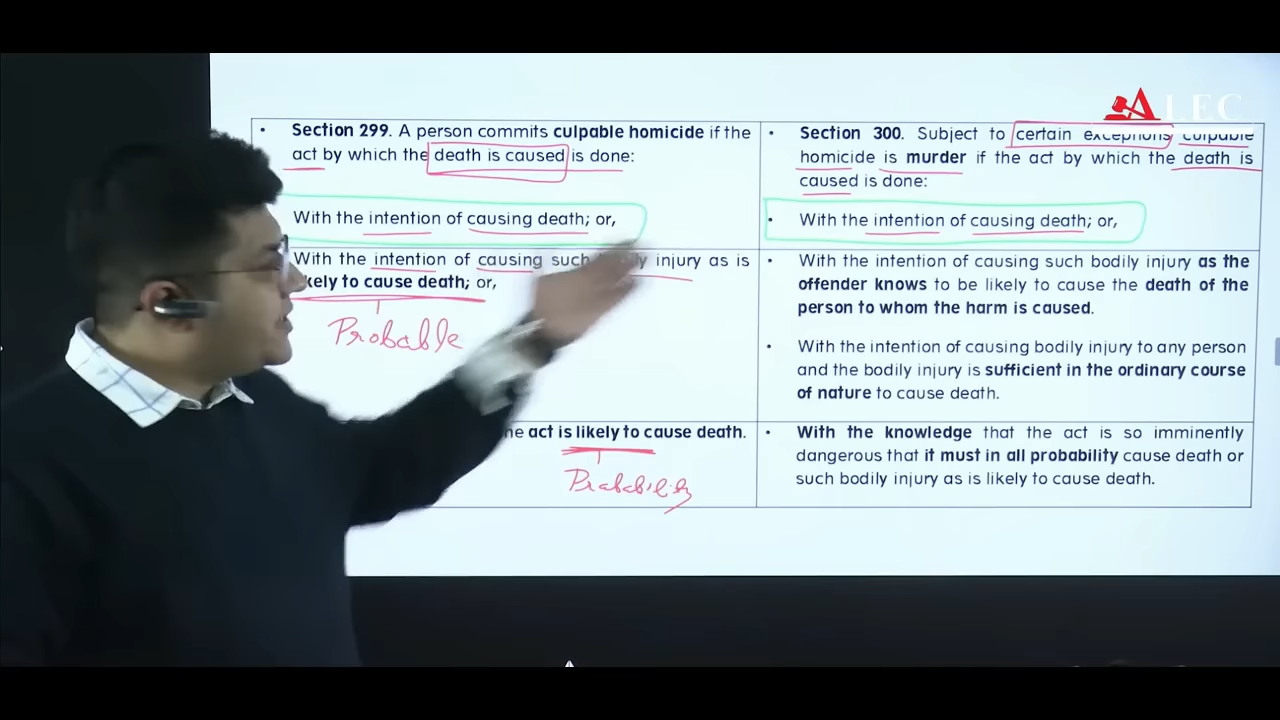 ALEC
Section 299. A person commits culpable homicide if the
act by which the death is caused is done:
With the intention of causing death; or,
With the intention of causing such bodily injury as is
kely to cause death; or,
Probable
he act is likely to cause death.
Probability
Section 300. Subject to certain exceptions culpable
homicide is murder if the act by which the death is
caused is done:
With the intention of causing death; or,
With the intention of causing such bodily injury as the
offender knows to be likely to cause the death of the
person to whom the harm is caused.
With the intention of causing bodily injury to any person
and the bodily injury is sufficient in the ordinary course
of nature to cause death.
With the knowledge that the act is so imminently
dangerous that it must in all probability cause death or
such bodily injury as is likely to cause death.